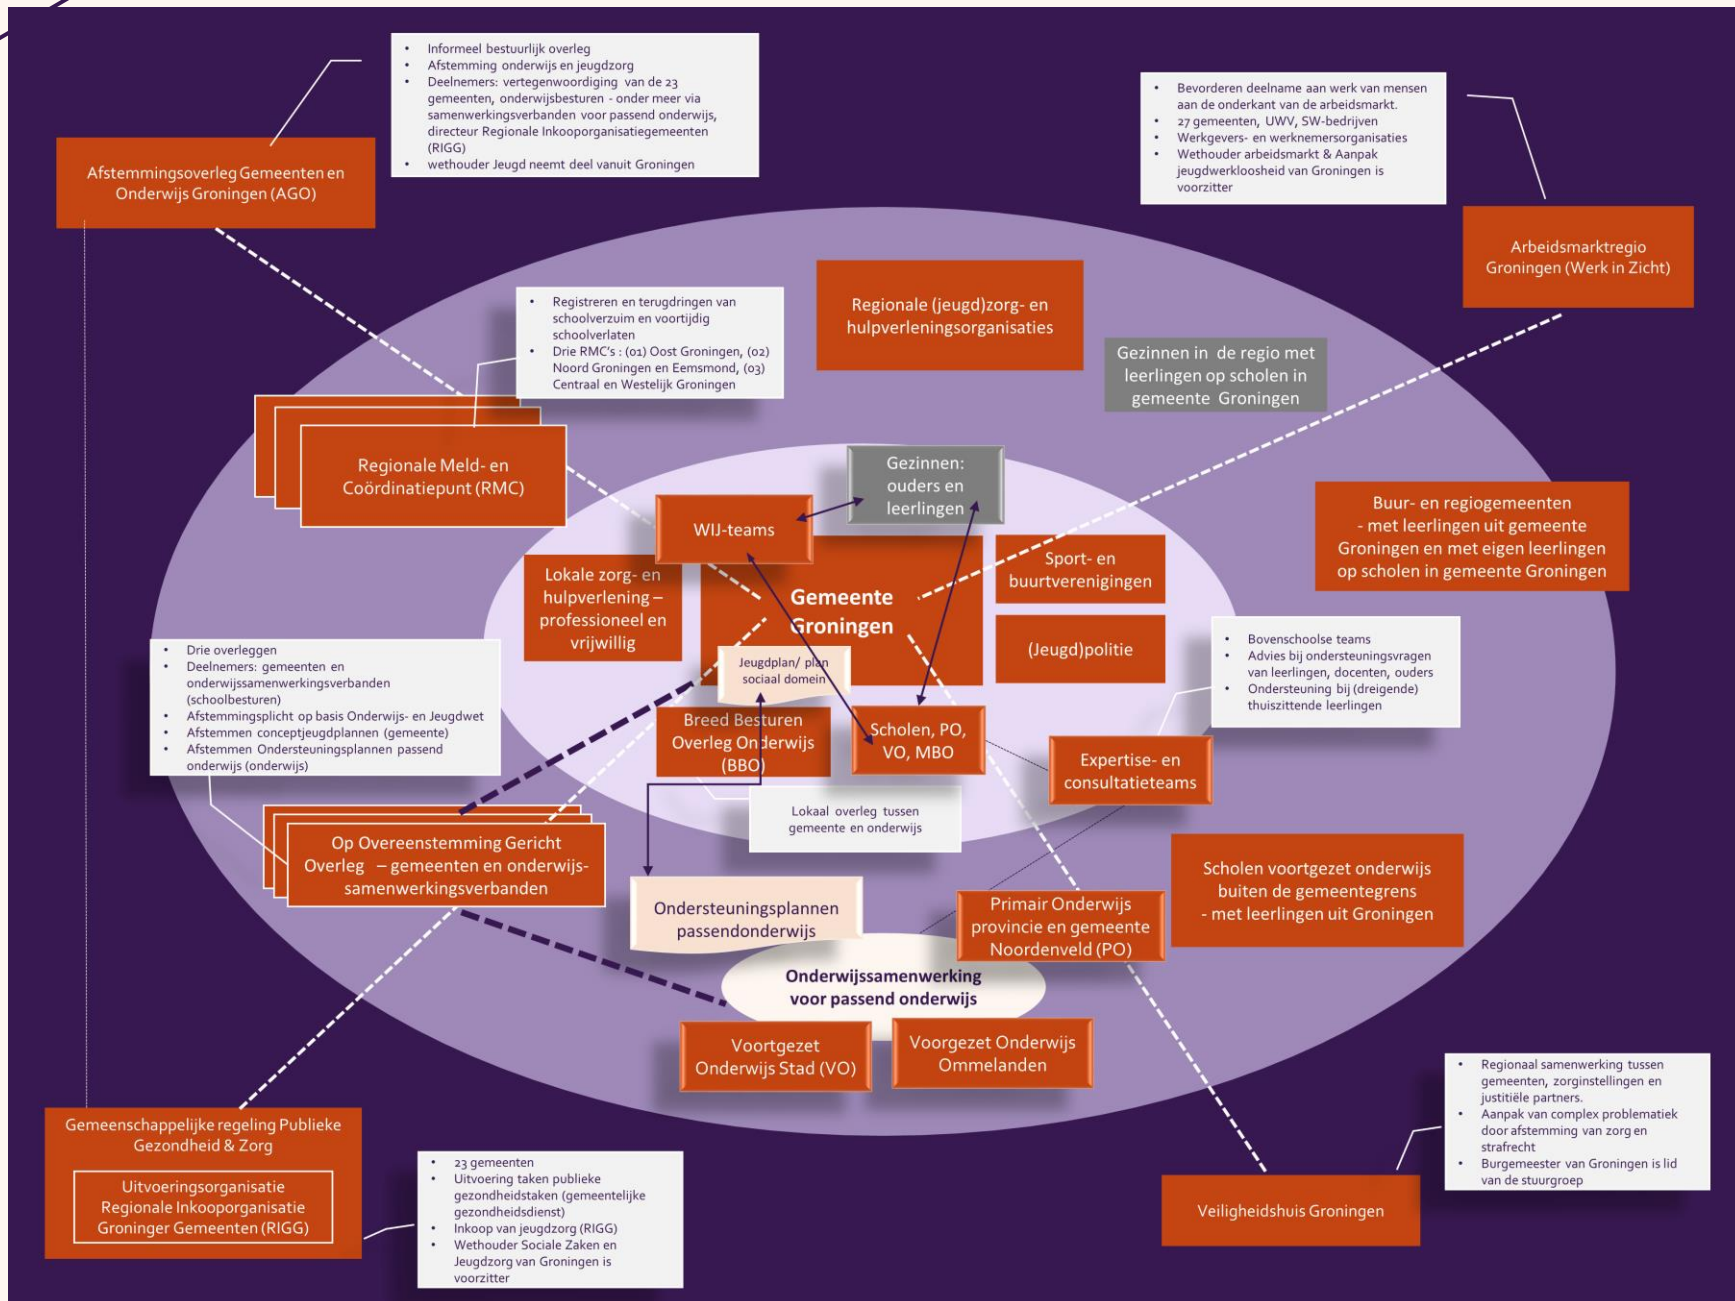 • Informeel bestuurlijk overleg
• Afstemming onderwijs en jeugdzorg
• Deelnemers: vertegenwoordiging van de 23
gemeenten, onderwijsbesturen - onder meer via
samenwerkingsverbanden voor passend onderwijs,
directeur Regionale Inkooporganisatiegemeenten
(RIGG)
• wethouder Jeugd neemt deel vanuit Groningen
• Bevorderen deelname aan werk van mensen
aan de onderkant van de arbeidsmarkt.
• 27 gemeenten, UWV, SW-bedrijven
• Werkgevers- en werknemersorganisaties
• Wethouder arbeidsmarkt & Aanpak
jeugdwerkloosheid van Groningen is
voorzitter
Afstemmingsoverleg Gemeenten en
Onderwijs Groningen (AGO)
Arbeidsmarktregio
Groningen (Werk in Zicht)
Regionale (jeugd)zorg- en
hulpverleningsorganisaties
• Registreren en terugdringen van
schoolverzuim en voortijdig
schoolverlaten
• Drie RMC's : (01) Oost Groningen, (02)
Noord Groningen en Eemsmond, (03)
Centraal en Westelijk Groningen
Gezinnen in de regio met
leerlingen op scholen in
gemeente Groningen
Regionale Meld- en
Coördinatiepunt (RMC)
Gezinnen:
ouders en
leerlingen
WIJ-teams
Buur- en regiogemeenten
- met leerlingen uit gemeente
Groningen en met eigen leerlingen
op scholen in gemeente Groningen
Lokale zorg- en
hulpverlening –
professioneel en
vrijwillig
Gemeente
Groningen
Sport- en
buurtverenigingen
(Jeugd)politie
Jeugdplan/ plan
sociaal domein
• Drie overleggen
• Deelnemers: gemeenten en
onderwijssamenwerkingsverbanden
(schoolbesturen)
• Afstemmingsplicht op basis Onderwijs- en Jeugdwet
• Afstemmen conceptjeugdplannen (gemeente)
• Afstemmen Ondersteuningsplannen passend
onderwijs (onderwijs)
• Bovenschoolse teams
• Advies bij ondersteuningsvragen
van leerlingen, docenten, ouders
• Ondersteuning bij (dreigende)
thuiszittende leerlingen
Breed Besturen
Overleg Onderwijs
(BBO)
Scholen, PO,
VO, MBO
Expertise- en
consultatieteams
Lokaal overleg tussen
gemeente en onderwijs
Op Overeenstemming Gericht
Overleg – gemeenten en onderwijs-
samenwerkingsverbanden
Scholen voortgezet onderwijs
buiten de gemeentegrens
- met leerlingen uit Groningen
Ondersteuningsplannen
passendonderwijs
Primair Onderwijs
provincie en gemeente
Noordenveld (PO)
Onderwijssamenwerking
voor passend onderwijs
Voortgezet
Onderwijs Stad (VO)
Voorgezet Onderwijs
Ommelanden
Gemeenschappelijke regeling Publieke
Gezondheid & Zorg
Uitvoeringsorganisatie
Regionale Inkooporganisatie
Groninger Gemeenten (RIGG)
• 23 gemeenten
• Uitvoering taken publieke
gezondheidstaken (gemeentelijke
gezondheidsdienst)
• Inkoop van jeugdzorg (RIGG)
• Wethouder Sociale Zaken en
Jeugdzorg van Groningen is
voorzitter
Veiligheidshuis Groningen
• Regionaal samenwerking tussen
gemeenten, zorginstellingen en
justitiële partners.
• Aanpak van complex problematiek
door afstemming van zorg en
strafrecht
• Burgemeester van Groningen is lid
van de stuurgroep